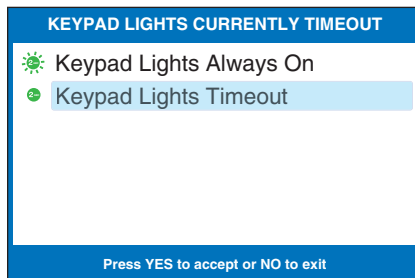 KEYPAD LIGHTS CURRENTLY TIMEOUT
Keypad Lights Always On
Keypad Lights Timeout
Press YES to accept or NO to exit